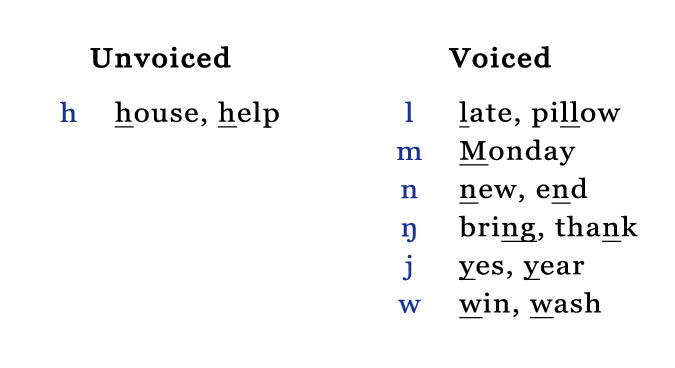 Unvoiced Voiced
h house, help l late, pillow
m Monday
n new, end
ŋ bring, thank
j yes, year
w win, wash